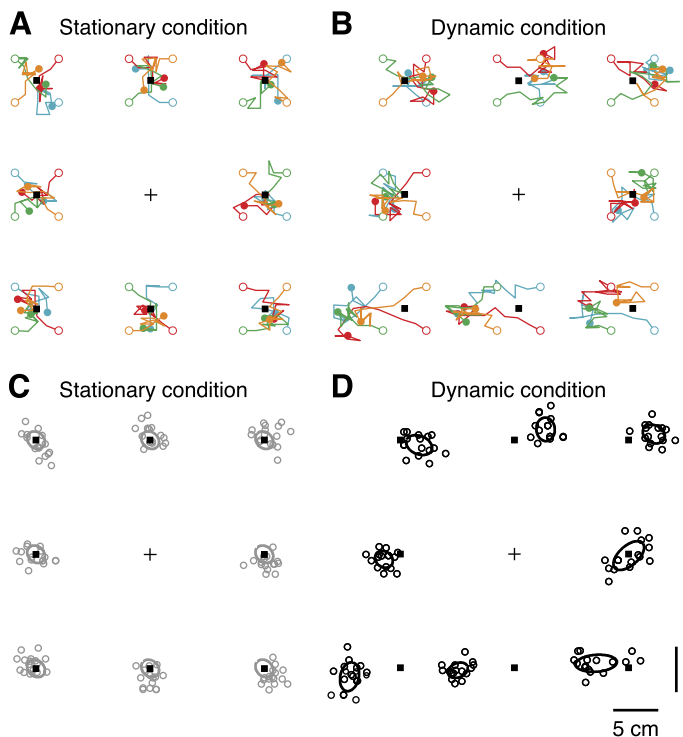 A Stationary condition
B Dynamic condition
C Stationary condition
D Dynamic condition
5 cm